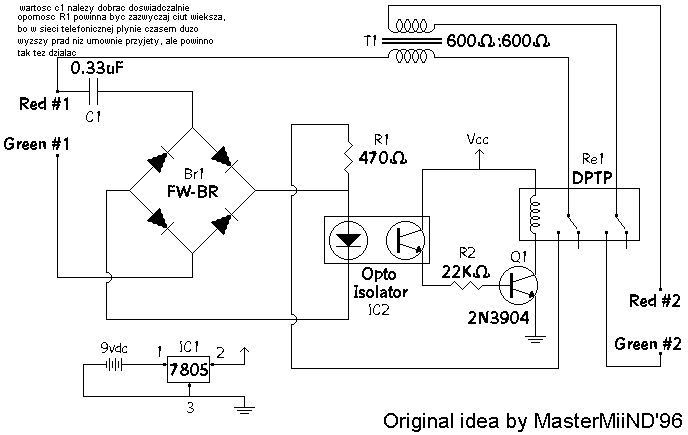 wartosc c1 nalezy dobrac doswiadczalnie
opornosc R1 powinna byc zazwyczaj ciut wieksza,
bo w sieci telefonicznej plynie czasem duzo
wyzszy prad niz umownie przyjety, ale powinno
tak tez dzialac
T1
600Ω:600Ω
0.33uF
Red #1
C1
Green #1
R1
470Ω
Vcc
Re1
DPTP
Br1
FW-BR
R2
22KΩ
Q1
Opto
Isolator
IC2
2N3904
Red #2
Green #2
9vdc
1
IC1
2
7805
3
Original idea by MasterMiiND'96